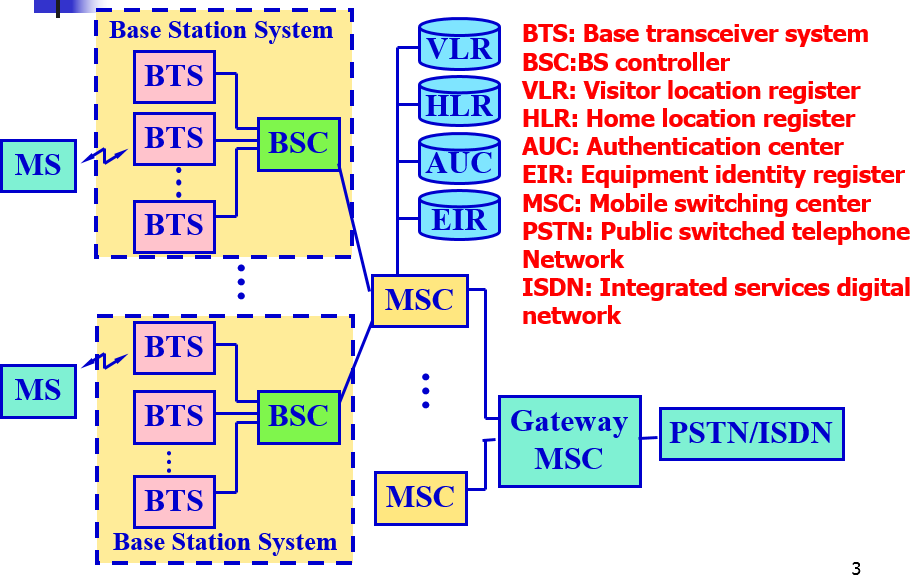 Base Station System
BTS
BTS
BTS
BSC
MS
VLR
HLR
AUC
EIR
BTS: Base transceiver system
BSC:BS controller
VLR: Visitor location register
HLR: Home location register
AUC: Authentication center
EIR: Equipment identity register
MSC: Mobile switching center
PSTN: Public switched telephone
Network
ISDN: Integrated services digital
network
MSC
MS
BTS
BTS
BTS
BSC
Base Station System
MSC
Gateway
MSC
PSTN/ISDN
3